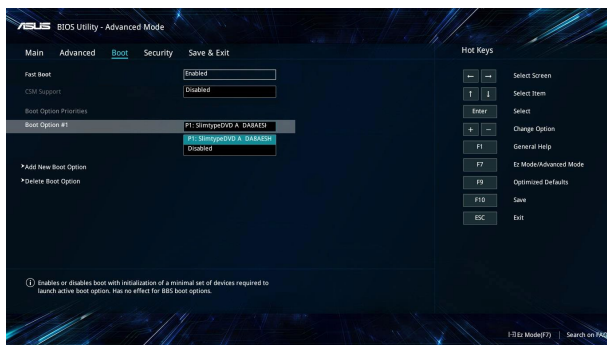 ASUS BIOS Utility - Advanced Mode
Main Advanced Boot Security Save & Exit
Hot Keys
Fast Boot Enabled
CSM Support Disabled
Boot Option Priorities
Boot Option #1 P1: SlimtypeDVD A DA8AESI
P1: SlimtypeDVD A DA8AESH
Disabled
Add New Boot Option
Delete Boot Option
← → Select Screen
↑ ↓ Select Item
Enter Select
+ − Change Option
F1 General Help
F7 Ez Mode/Advanced Mode
F9 Optimized Defaults
F10 Save
ESC Exit
Enables or disables boot with initialization of a minimal set of devices required to
launch active boot option. Has no effect for BBS boot options.
Ez Mode(F7) | Search on FAQ